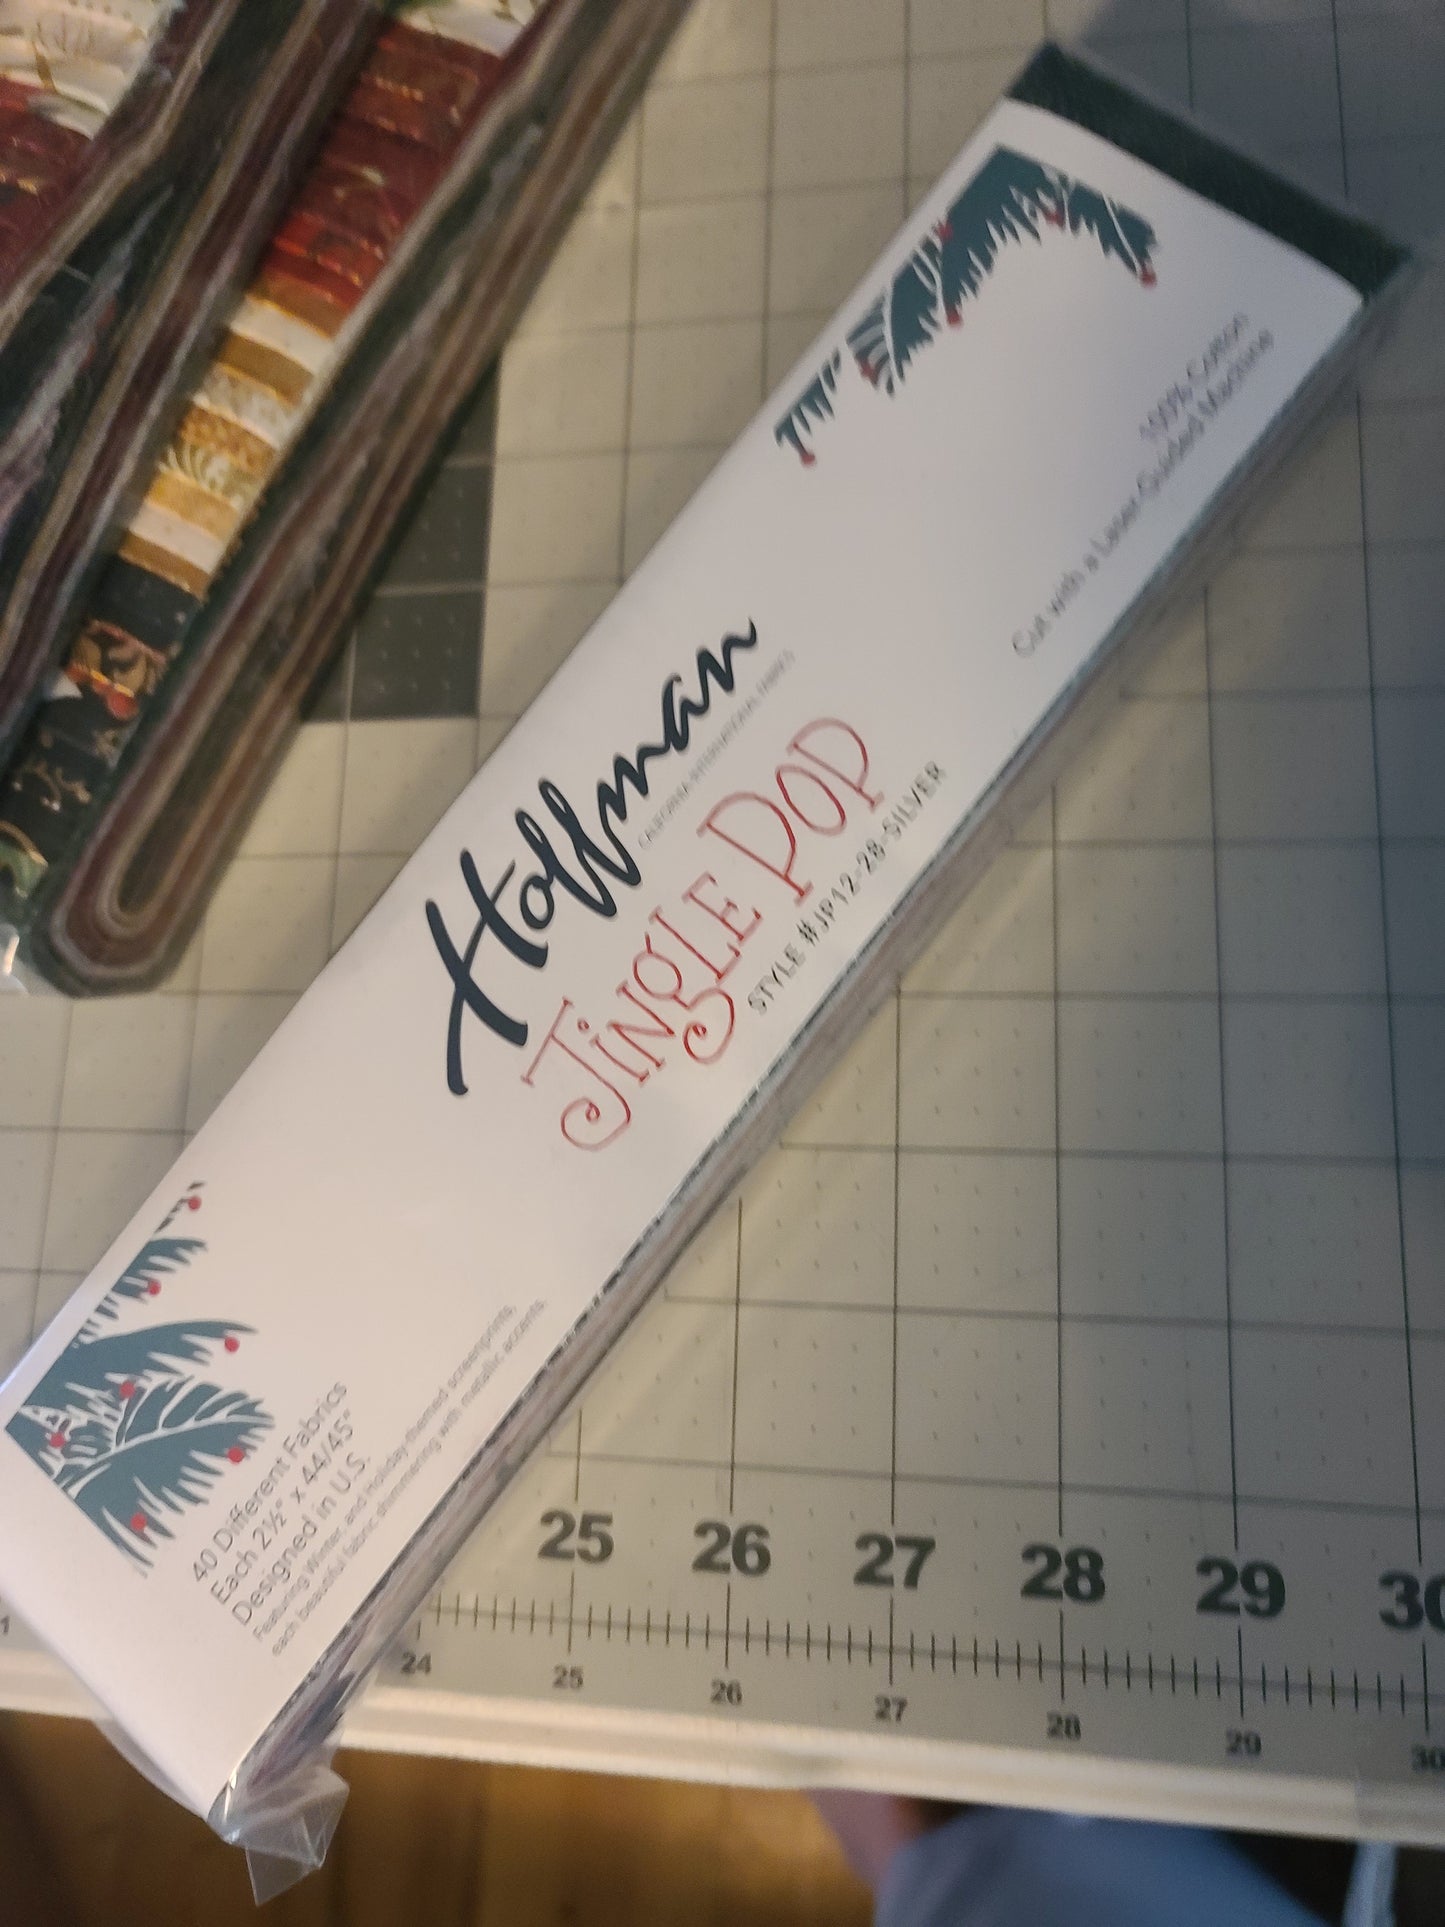 Hoffman
CALIFORNIA-INTERNATIONAL FABRICS
JiNGLE POP
STYLE #JP12-28-SILVER
100% Cotton
Cut with a Laser Guided Machine
40 Different Fabrics
Each 2½" x 44/45"
Designed in U.S.
Featuring Winter, and Holiday-themed screenprints,
each beautiful fabric shimmering with metallic accents.
25 26 27 28 29 30
24 25 26 27 28 29 30